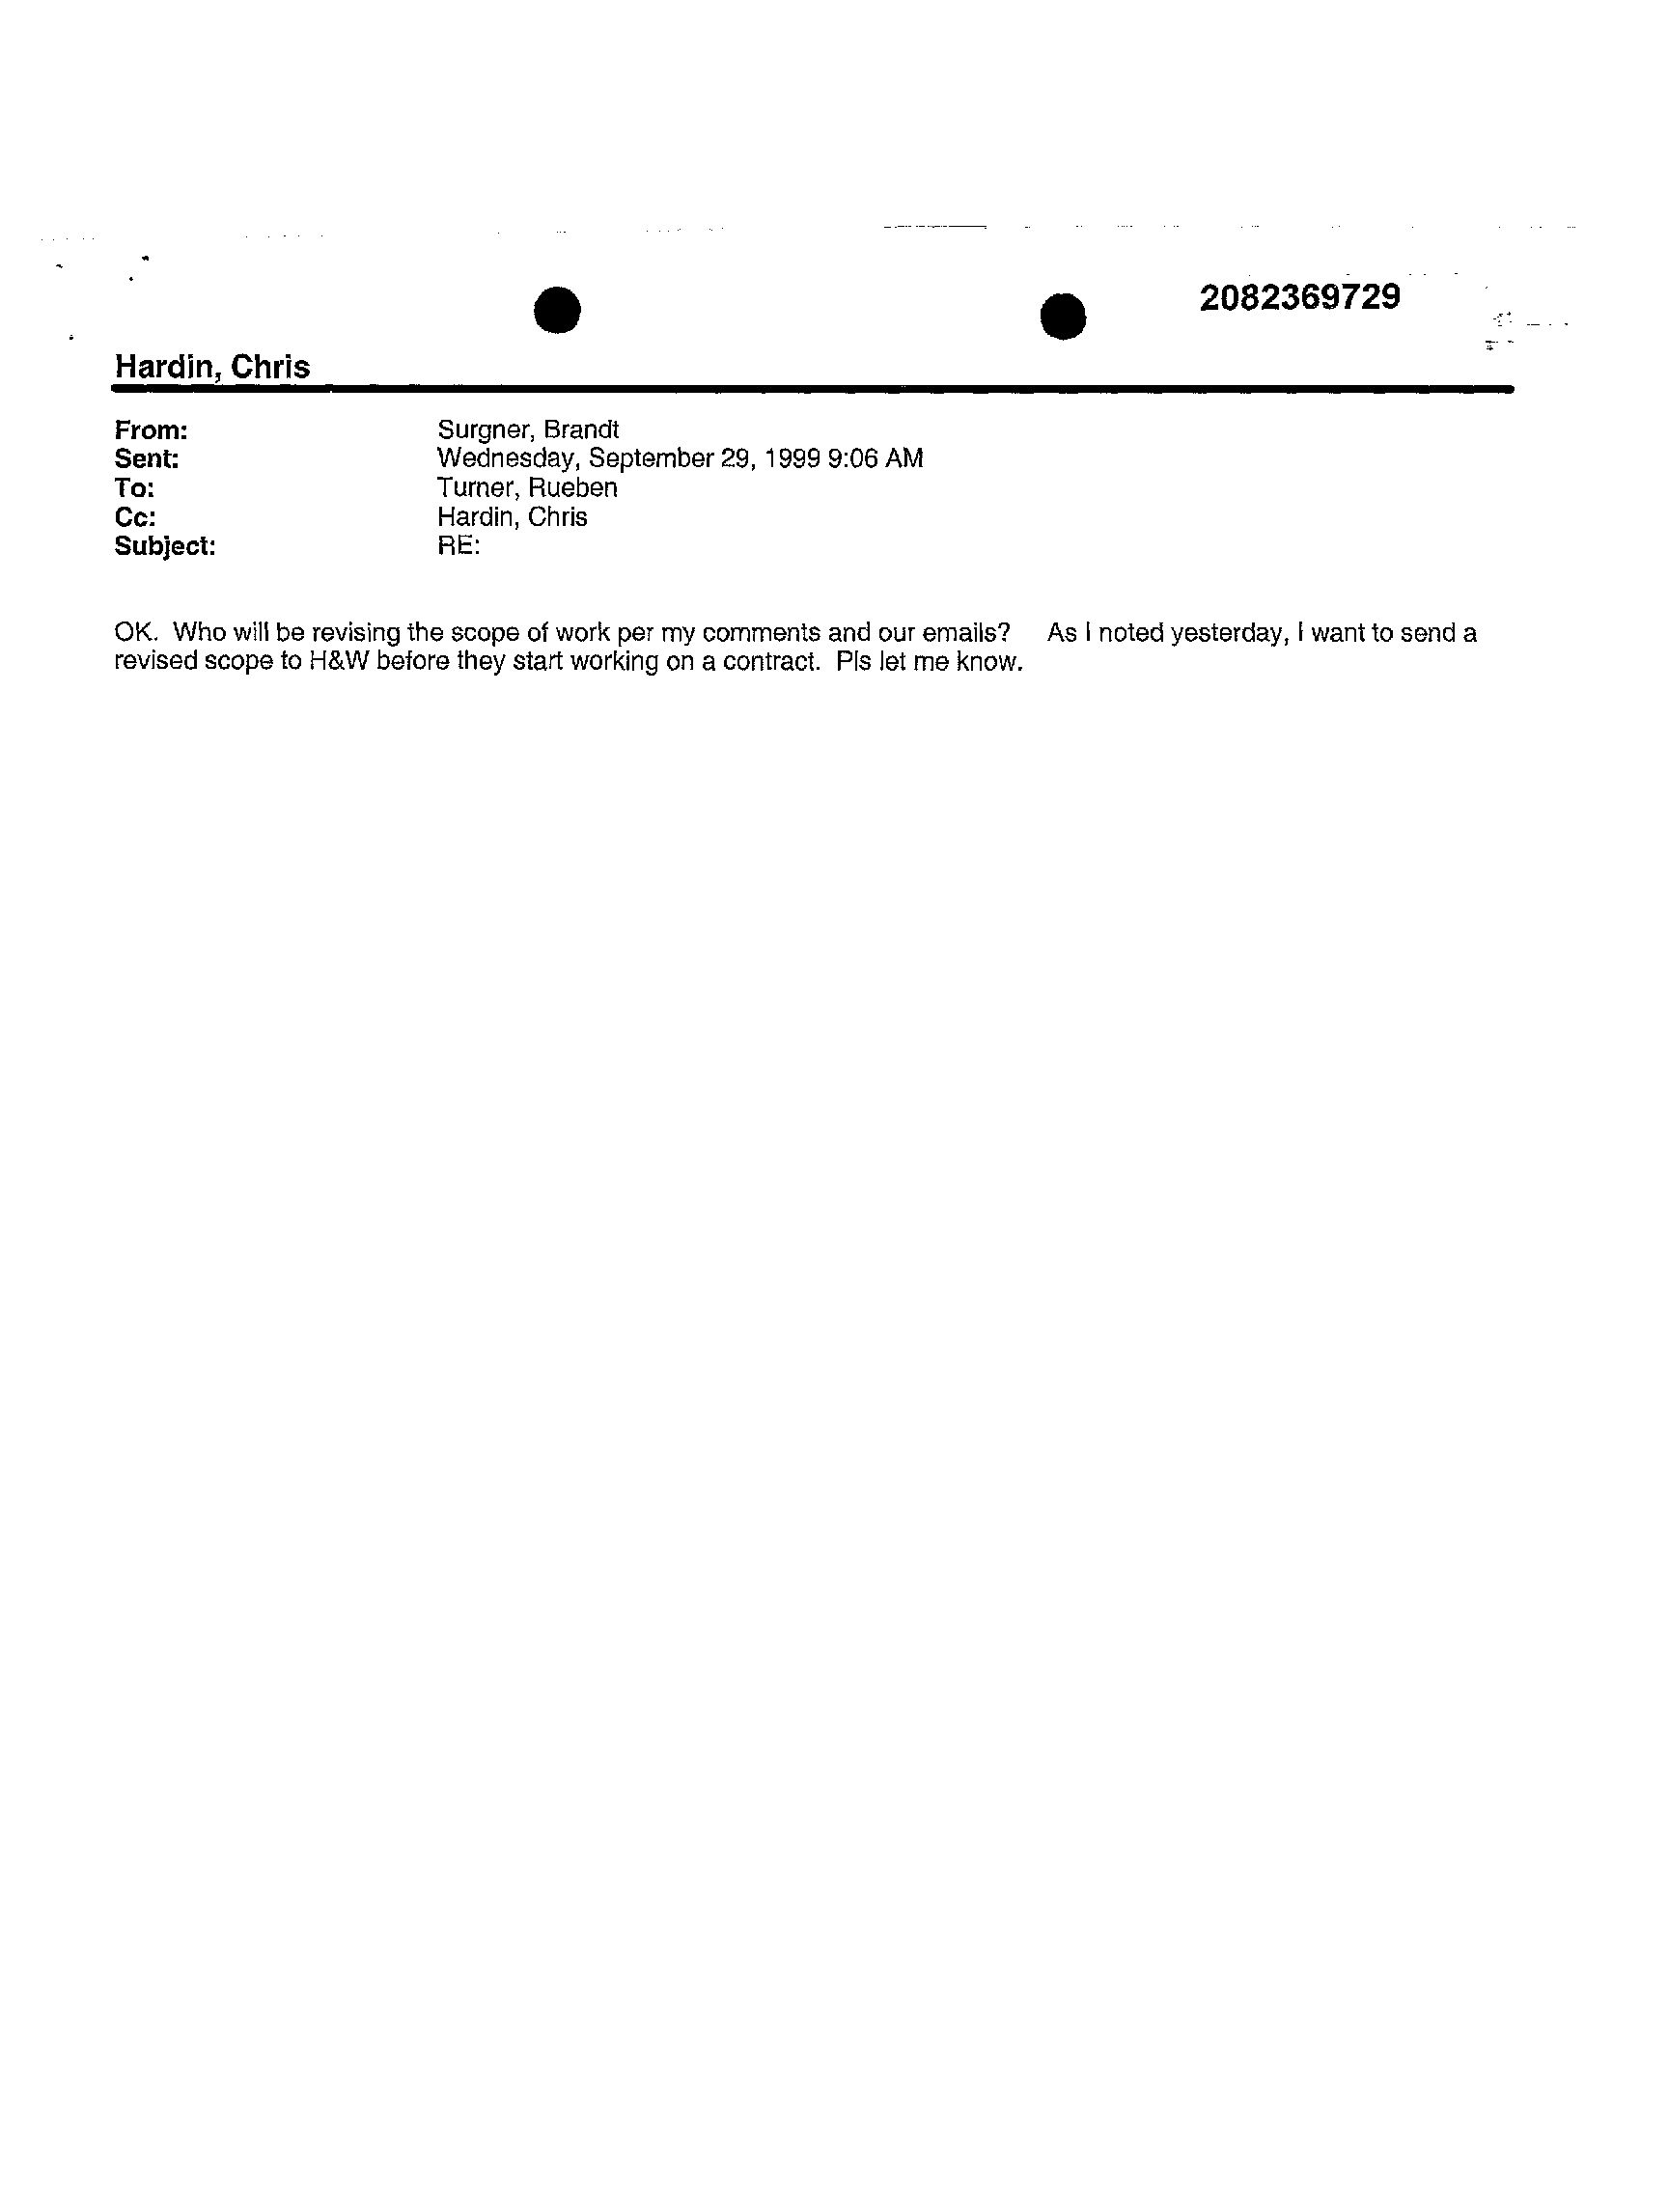 2082369729
Hardin, Chris
From: Surgner, Brandt
Sent: Wednesday, September 29, 1999 9:06 AM
To: Turner, Rueben
Cc: Hardin, Chris
Subject: RE:
OK. Who will be revising the scope of work per my comments and our emails? As I noted yesterday, I want to send a
revised scope to H&W before they start working on a contract. Pls let me know.